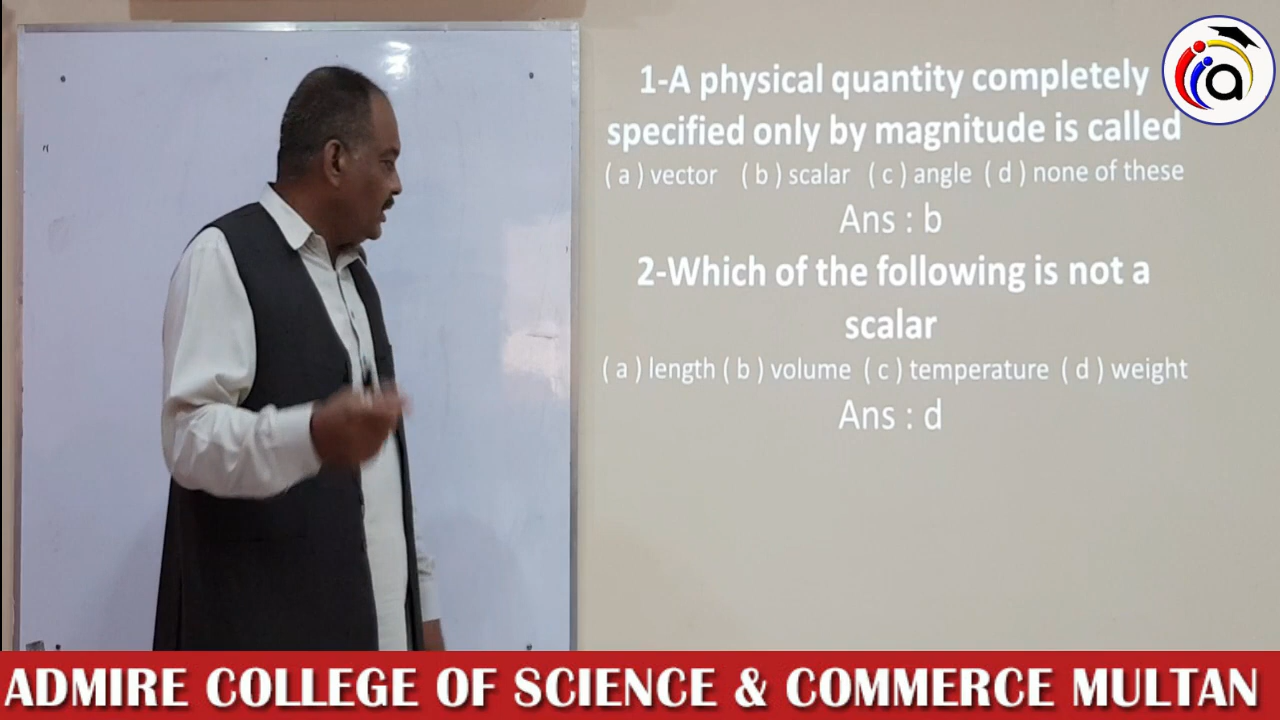 1-A physical quantity completely
specified only by magnitude is called
( a ) vector ( b ) scalar ( c ) angle ( d ) none of these
Ans : b
2-Which of the following is not a
scalar
( a ) length ( b ) volume ( c ) temperature ( d ) weight
Ans : d
a
ADMIRE COLLEGE OF SCIENCE & COMMERCE MULTAN